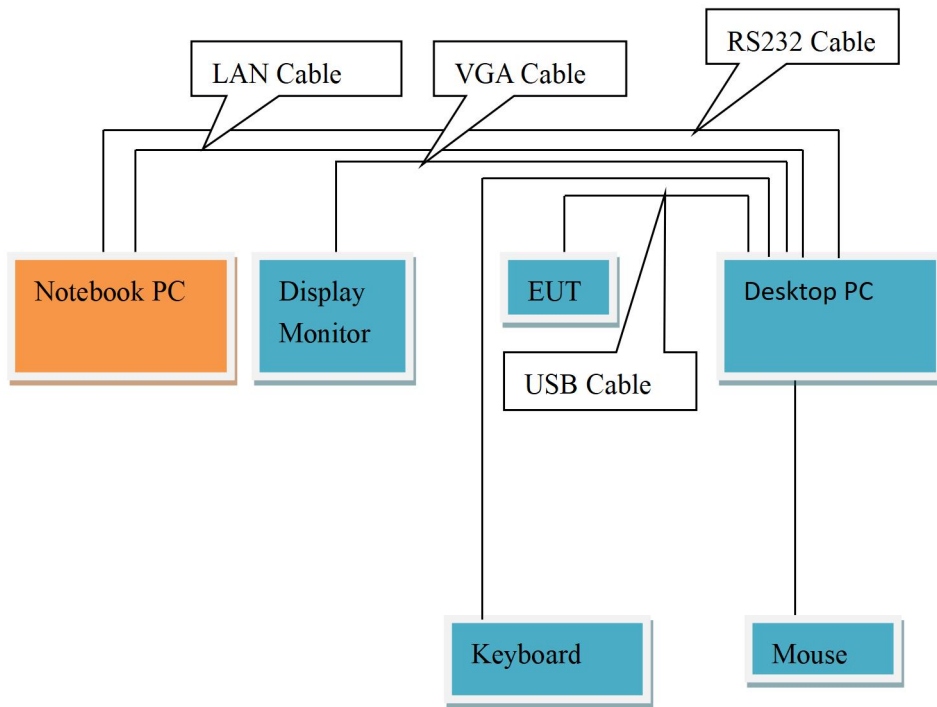 RS232 Cable
LAN Cable
VGA Cable
Notebook PC
Display
Monitor
EUT
Desktop PC
USB Cable
Keyboard
Mouse